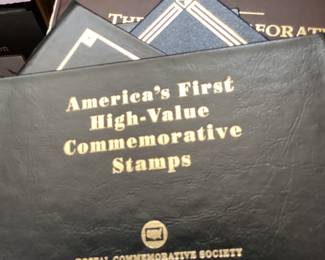 America's First
High-Value
Commemorative
Stamps
POSTAL COMMEMORATIVE SOCIETY